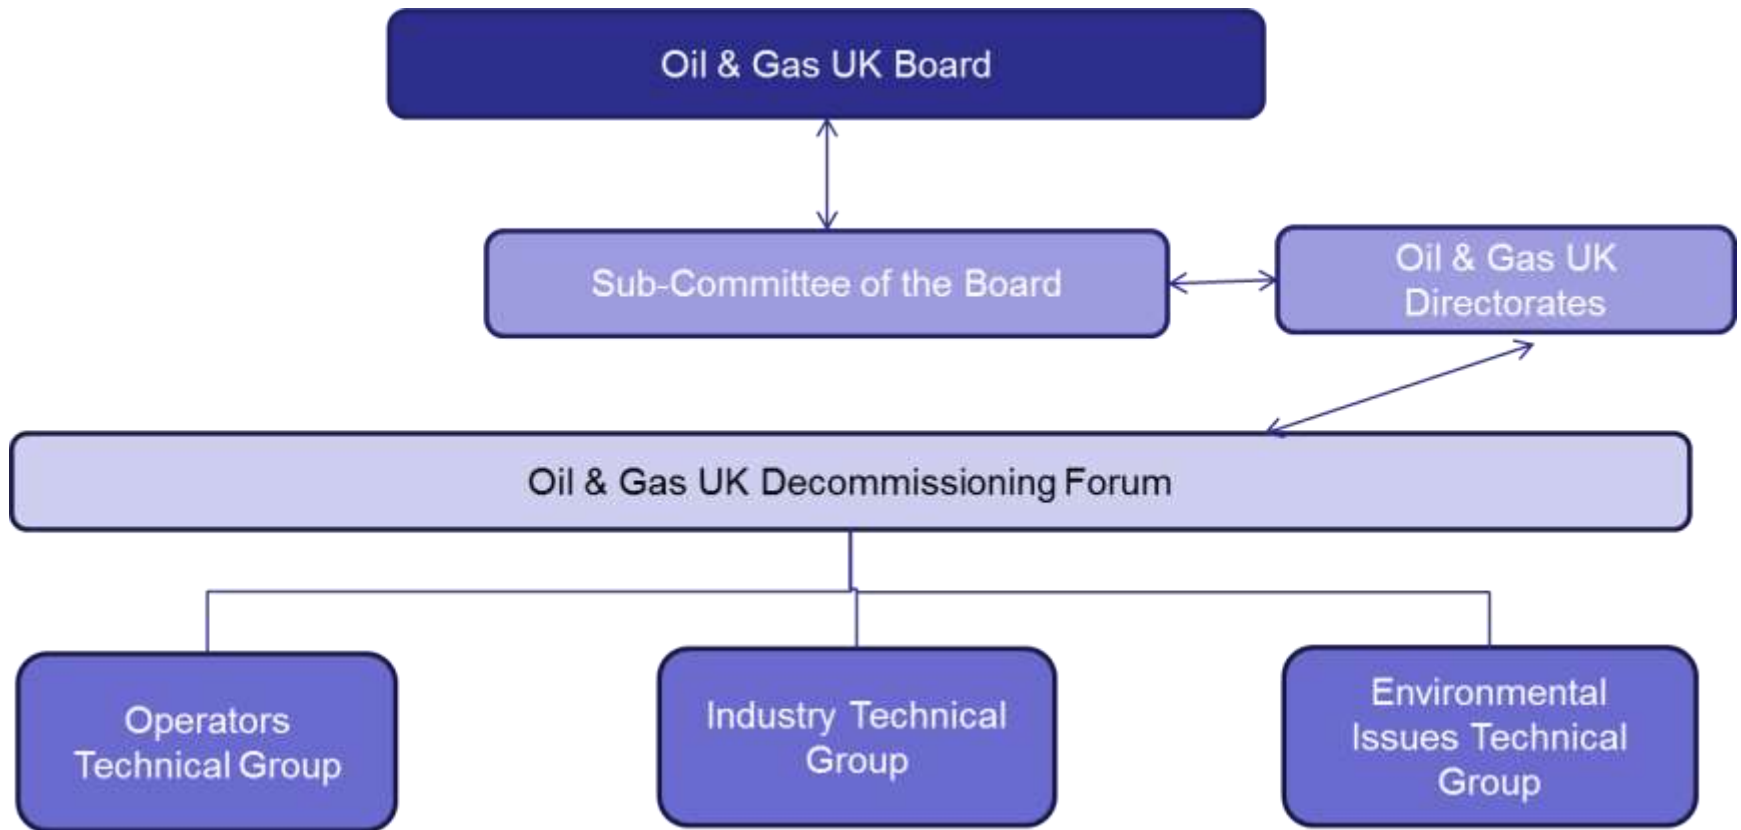 Oil & Gas UK Board
Sub-Committee of the Board
Oil & Gas UK
Directorates
Oil & Gas UK Decommissioning Forum
Operators
Technical Group
Industry Technical
Group
Environmental
Issues Technical
Group